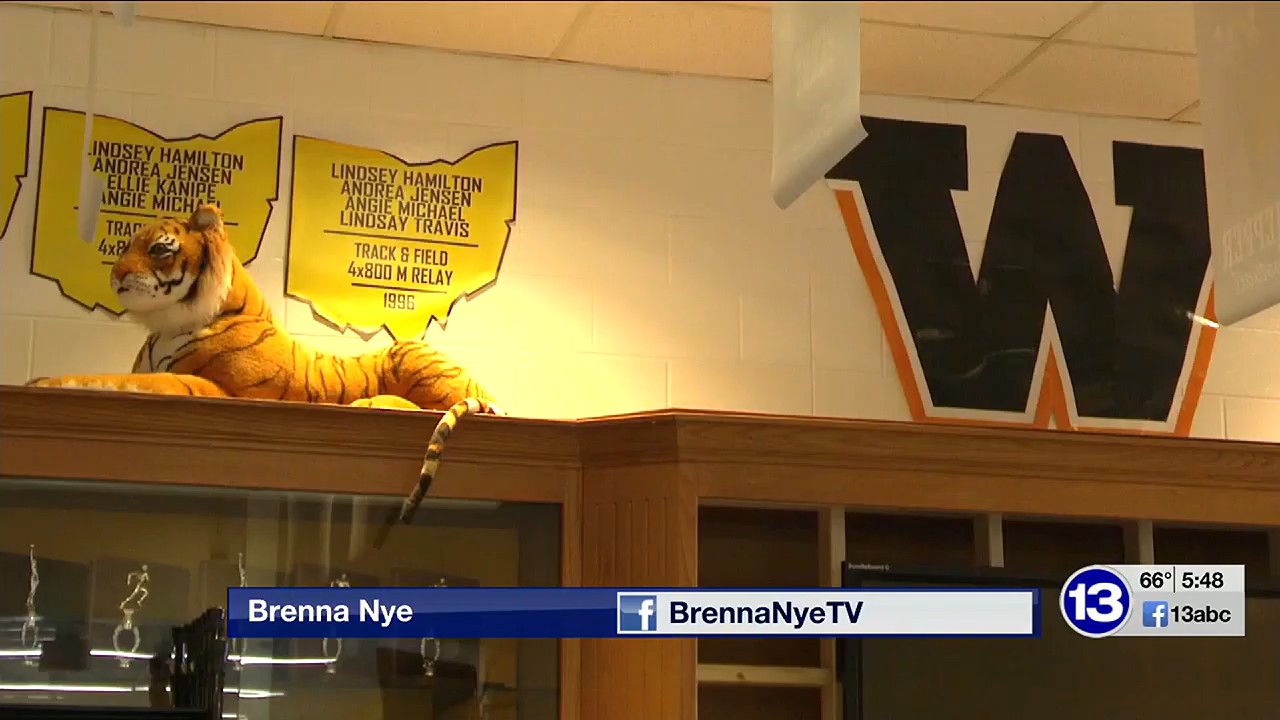 LINDSEY HAMILTON
ANDREA JENSEN
ELLIE KANIPE
ANGIE MICHAEL
LINDSEY HAMILTON
ANDREA JENSEN
ANGIE MICHAEL
LINDSAY TRAVIS
TRACK & FIELD
4x800 M RELAY
1996
W
Brenna Nye
f BrennaNyeTV
13
66° 5:48
f 13abc